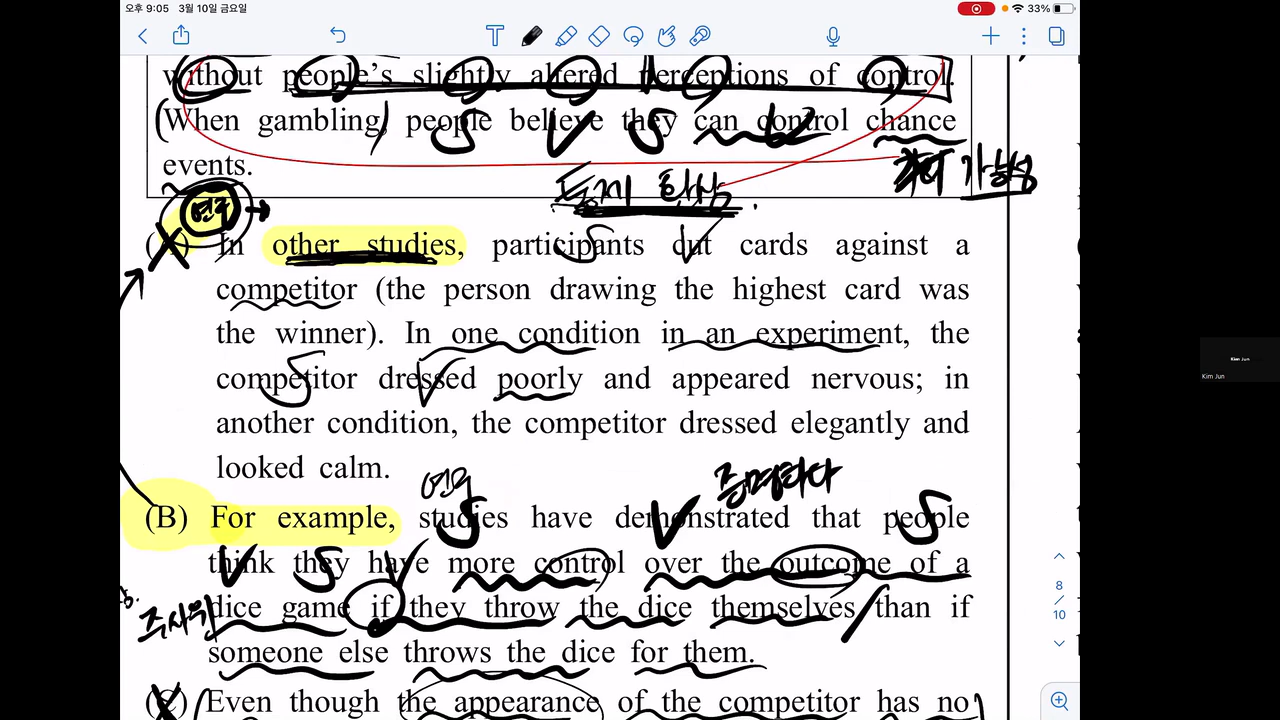 오후 9:05 3월 10일 금요일
33%
without people's slightly altered perceptions of control.
When gambling, people believe they can control chance
events.
통제 환상
가능성
연구
(A) In other studies, participants cut cards against a
competitor (the person drawing the highest card was
the winner). In one condition in an experiment, the
competitor dressed poorly and appeared nervous; in
another condition, the competitor dressed elegantly and
looked calm.
연구
증명하다
(B) For example, studies have demonstrated that people
think they have more control over the outcome of a
dice game if they throw the dice themselves than if
주사위
someone else throws the dice for them.
(C) Even though the appearance of the competitor has no
8
10
Kim Jun
Kim Jun